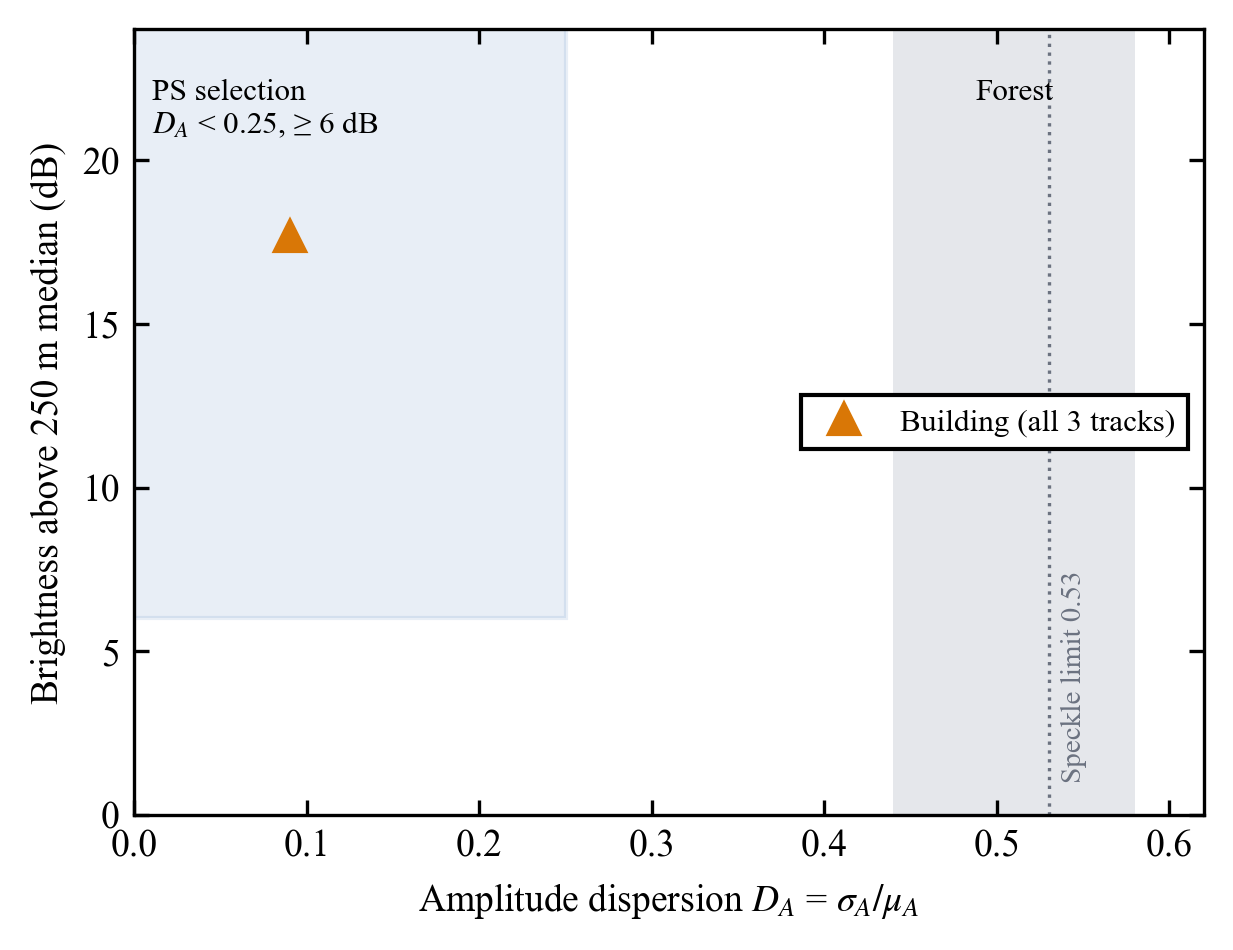 PS selection
D_A < 0.25, ≥ 6 dB
Forest
Building (all 3 tracks)
Speckle limit 0.53
Brightness above 250 m median (dB)
20
15
10
5
0
0.0 0.1 0.2 0.3 0.4 0.5 0.6
Amplitude dispersion D_A = σ_A/μ_A